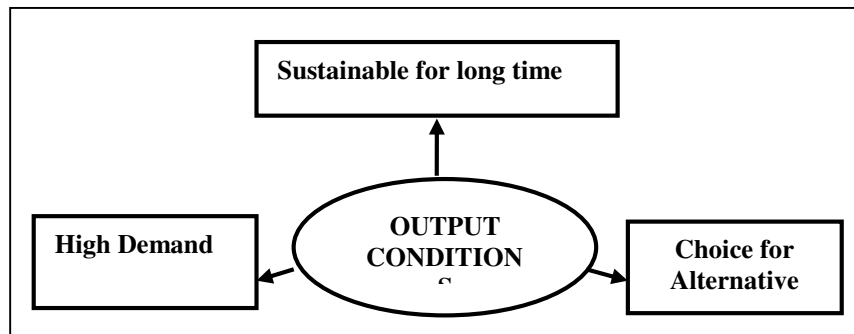 Sustainable for long time
High Demand
OUTPUT
CONDITION
S
Choice for
Alternative